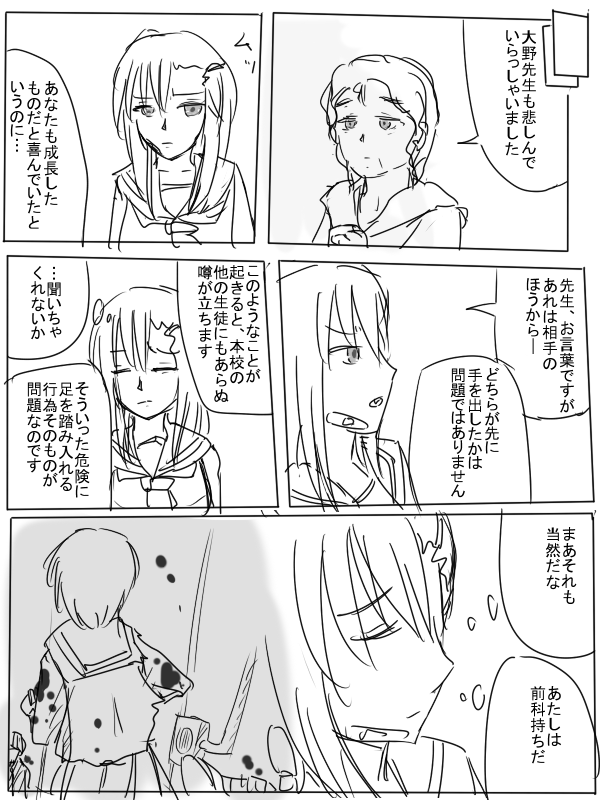 大野先生も悲しんで
いらっしゃいました
ムッ
あなたも成長した
ものだと喜んでいたと
いうのに…
先生、お言葉ですが
あれは相手の
ほうから―
どちらが先に
手を出したかは
問題ではありません
このようなことが
起きると、本校の
他の生徒にもあらぬ
噂が立ちます
…聞いちゃ
くれないか
そういった危険に
足を踏み入れる
行為そのものが
問題なのです
まあそれも
当然だな
あたしは
前科持ちだ